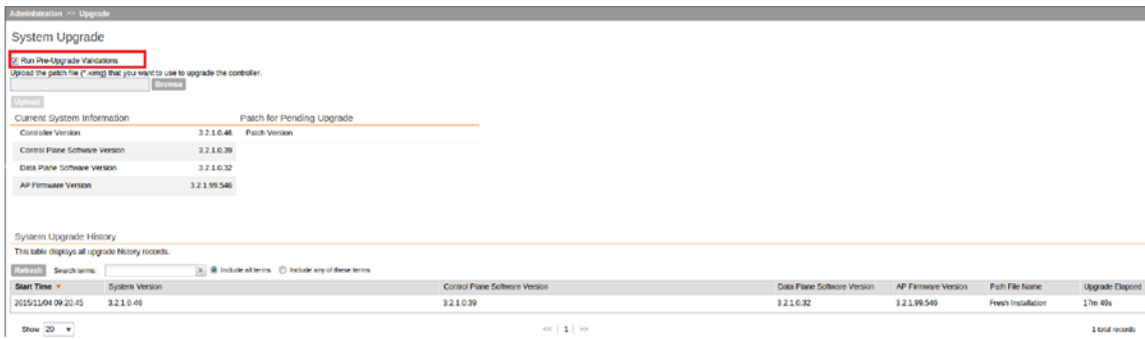 Administration >> Upgrade
System Upgrade
Run Pre-Upgrade Validations
Upload the patch file (*.ximg) that you want to use to upgrade the controller.
Browse
Upload
Current System Information Patch for Pending Upgrade
Controller Version 3.2.1.0.46 Patch Version
Control Plane Software Version 3.2.1.0.39
Data Plane Software Version 3.2.1.0.32
AP Firmware Version 3.2.1.99.546
System Upgrade History
This table displays all upgrade history records.
Refresh Search terms: x Include all terms Include any of these terms
Start Time System Version Control Plane Software Version Data Plane Software Version AP Firmware Version Path File Name Upgrade Elapsed
2015/11/04 09:20:45 3.2.1.0.46 3.2.1.0.39 3.2.1.0.32 3.2.1.99.546 Fresh Installation 17m 46s
Show 20 << | 1 | >> 1 total records